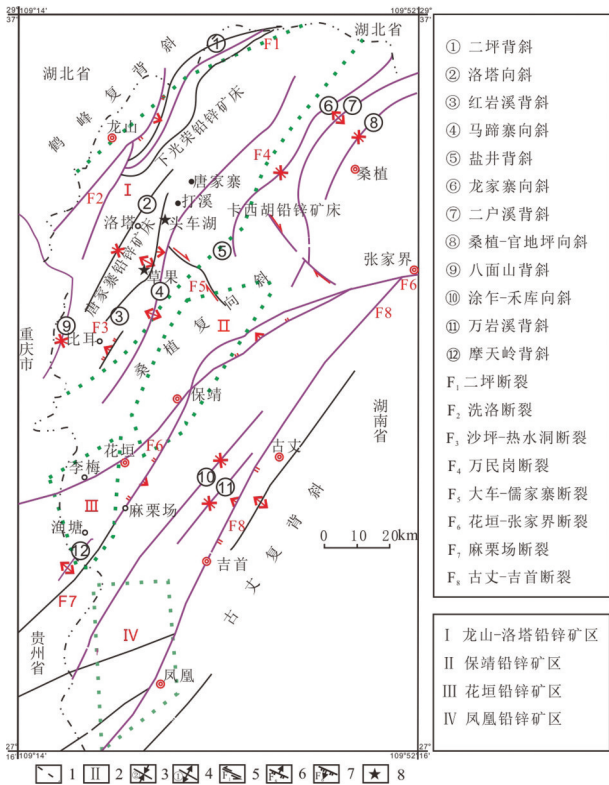 29°109°14′
109°52′29°
37′
37′
湖北省
湖北省
鹤峰复背斜
①
F1
龙山
下光荣铅锌矿床
⑥
⑦
⑧
F4
桑植
F2
I
唐家寨
打溪
②
洛塔
头车湖
卡西胡铅锌矿床
唐家寨铅锌矿床
⑤
草果
④
F5
张家界
F6
F8
⑨
③
F3
比耳
桑植复向斜
II
重庆市
保靖
湖南省
花垣
F6
古丈
李梅
⑩
⑪
III
麻栗场
F8
渔塘
⑫
吉首
古丈复背斜
F7
0 10 20km
IV
贵州省
凤凰
27°
16′109°14′
109°52′16′
27°
① 二坪背斜
② 洛塔向斜
③ 红岩溪背斜
④ 马蹄寨向斜
⑤ 盐井背斜
⑥ 龙家寨向斜
⑦ 二户溪背斜
⑧ 桑植-官地坪向斜
⑨ 八面山背斜
⑩ 涂乍-禾库向斜
⑪ 万岩溪背斜
⑫ 摩天岭背斜
F₁ 二坪断裂
F₂ 洗洛断裂
F₃ 沙坪-热水洞断裂
F₄ 万民岗断裂
F₅ 大车-儒家寨断裂
F₆ 花垣-张家界断裂
F₇ 麻栗场断裂
F₈ 古丈-吉首断裂
I 龙山-洛塔铅锌矿区
II 保靖铅锌矿区
III 花垣铅锌矿区
IV 凤凰铅锌矿区
1 II 2 3 4 5 6 7 8